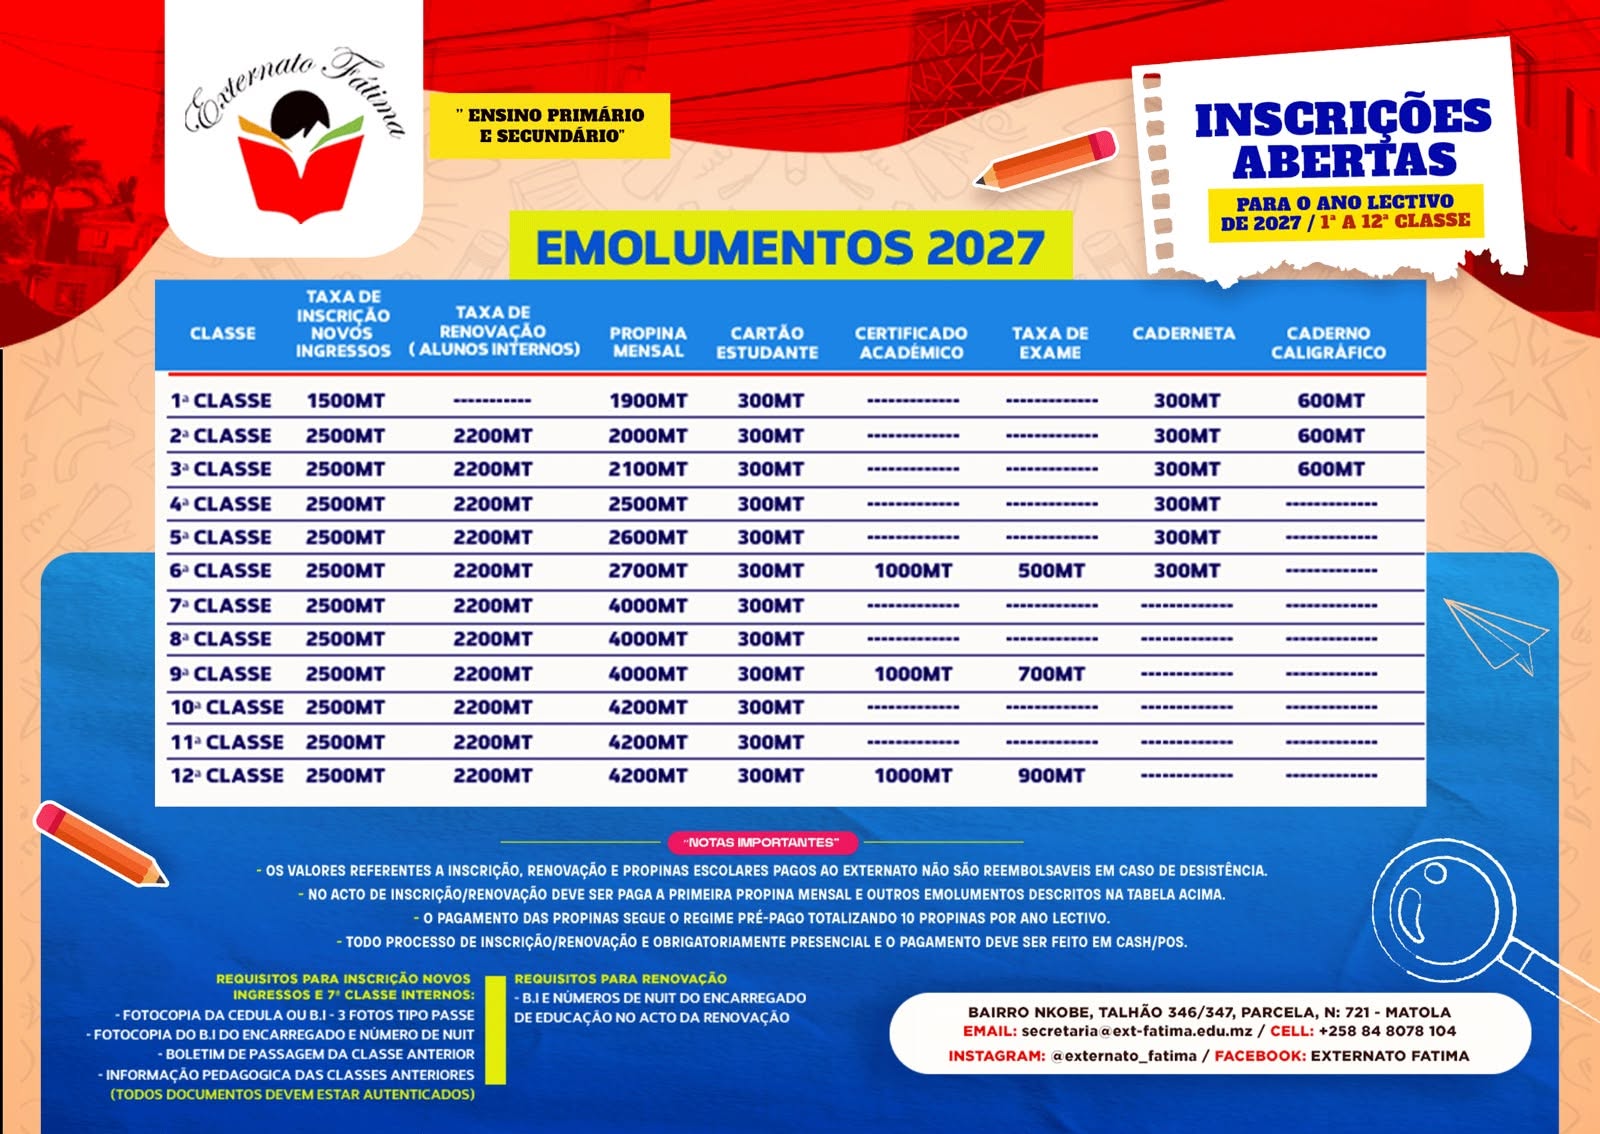 Externato Fátima
" ENSINO PRIMÁRIO
E SECUNDÁRIO"
INSCRIÇÕES
ABERTAS
PARA O ANO LECTIVO
DE 2027 / 1ª A 12ª CLASSE
EMOLUMENTOS 2027
CLASSE | TAXA DE INSCRIÇÃO NOVOS INGRESSOS | TAXA DE RENOVAÇÃO ( ALUNOS INTERNOS) | PROPINA MENSAL | CARTÃO ESTUDANTE | CERTIFICADO ACADÉMICO | TAXA DE EXAME | CADERNETA | CADERNO CALIGRÁFICO
1ª CLASSE 1500MT ----------- 1900MT 300MT ------------- ------------- 300MT 600MT
2ª CLASSE 2500MT 2200MT 2000MT 300MT ------------- ------------- 300MT 600MT
3ª CLASSE 2500MT 2200MT 2100MT 300MT ------------- ------------- 300MT 600MT
4ª CLASSE 2500MT 2200MT 2500MT 300MT ------------- ------------- 300MT -------------
5ª CLASSE 2500MT 2200MT 2600MT 300MT ------------- ------------- 300MT -------------
6ª CLASSE 2500MT 2200MT 2700MT 300MT 1000MT 500MT 300MT -------------
7ª CLASSE 2500MT 2200MT 4000MT 300MT ------------- ------------- ------------- -------------
8ª CLASSE 2500MT 2200MT 4000MT 300MT ------------- ------------- ------------- -------------
9ª CLASSE 2500MT 2200MT 4000MT 300MT 1000MT 700MT ------------- -------------
10ª CLASSE 2500MT 2200MT 4200MT 300MT ------------- ------------- ------------- -------------
11ª CLASSE 2500MT 2200MT 4200MT 300MT ------------- ------------- ------------- -------------
12ª CLASSE 2500MT 2200MT 4200MT 300MT 1000MT 900MT ------------- -------------
"NOTAS IMPORTANTES"
- OS VALORES REFERENTES A INSCRIÇÃO, RENOVAÇÃO E PROPINAS ESCOLARES PAGOS AO EXTERNATO NÃO SÃO REEMBOLSAVEIS EM CASO DE DESISTÊNCIA.
- NO ACTO DE INSCRIÇÃO/RENOVAÇÃO DEVE SER PAGA A PRIMEIRA PROPINA MENSAL E OUTROS EMOLUMENTOS DESCRITOS NA TABELA ACIMA.
- O PAGAMENTO DAS PROPINAS SEGUE O REGIME PRÉ-PAGO TOTALIZANDO 10 PROPINAS POR ANO LECTIVO.
- TODO PROCESSO DE INSCRIÇÃO/RENOVAÇÃO E OBRIGATORIAMENTE PRESENCIAL E O PAGAMENTO DEVE SER FEITO EM CASH/POS.
REQUISITOS PARA INSCRIÇÃO NOVOS
INGRESSOS E 7ª CLASSE INTERNOS:
- FOTOCOPIA DA CEDULA OU B.I - 3 FOTOS TIPO PASSE
- FOTOCOPIA DO B.I DO ENCARREGADO E NÚMERO DE NUIT
- BOLETIM DE PASSAGEM DA CLASSE ANTERIOR
- INFORMAÇÃO PEDAGOGICA DAS CLASSES ANTERIORES
(TODOS DOCUMENTOS DEVEM ESTAR AUTENTICADOS)
REQUISITOS PARA RENOVAÇÃO
- B.I E NÚMEROS DE NUIT DO ENCARREGADO
DE EDUCAÇÃO NO ACTO DA RENOVAÇÃO
BAIRRO NKOBE, TALHÃO 346/347, PARCELA, N: 721 - MATOLA
EMAIL: secretaria@ext-fatima.edu.mz / CELL: +258 84 8078 104
INSTAGRAM: @externato_fatima / FACEBOOK: EXTERNATO FATIMA